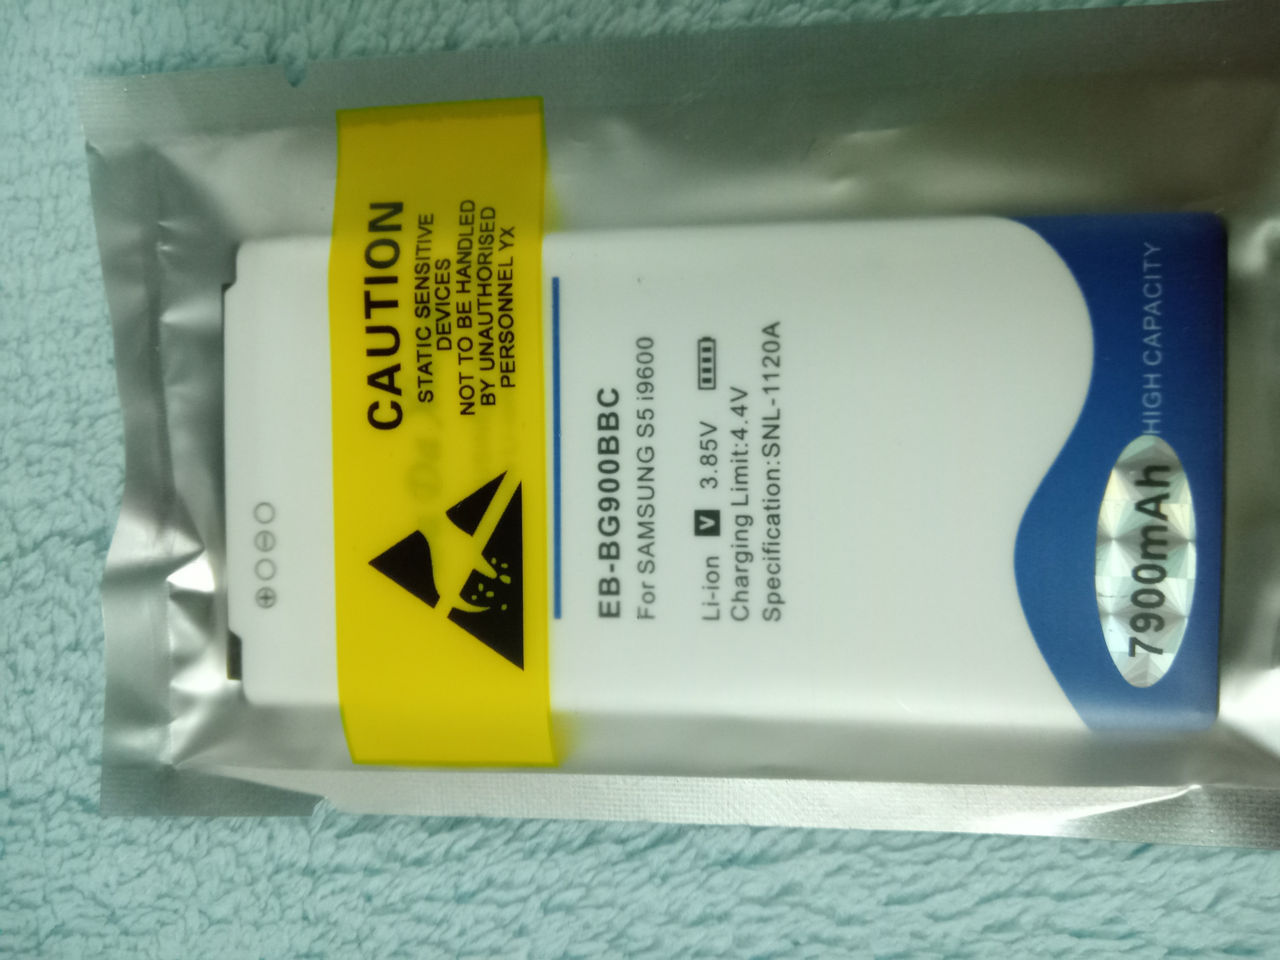 CAUTION
STATIC SENSITIVE
DEVICES
NOT TO BE HANDLED
BY UNAUTHORISED
PERSONNEL YX
EB-BG900BBC
For SAMSUNG S5 i9600
Li-ion V 3.85V
Charging Limit:4.4V
Specification:SNL-1120A
HIGH CAPACITY
7900mAh